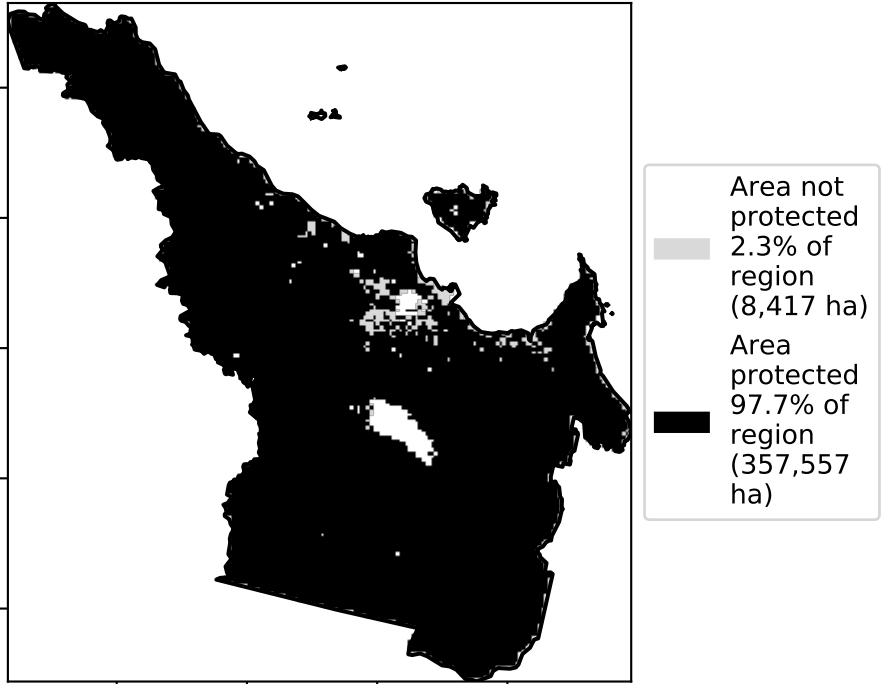 Area not
protected
2.3% of
region
(8,417 ha)
Area
protected
97.7% of
region
(357,557
ha)